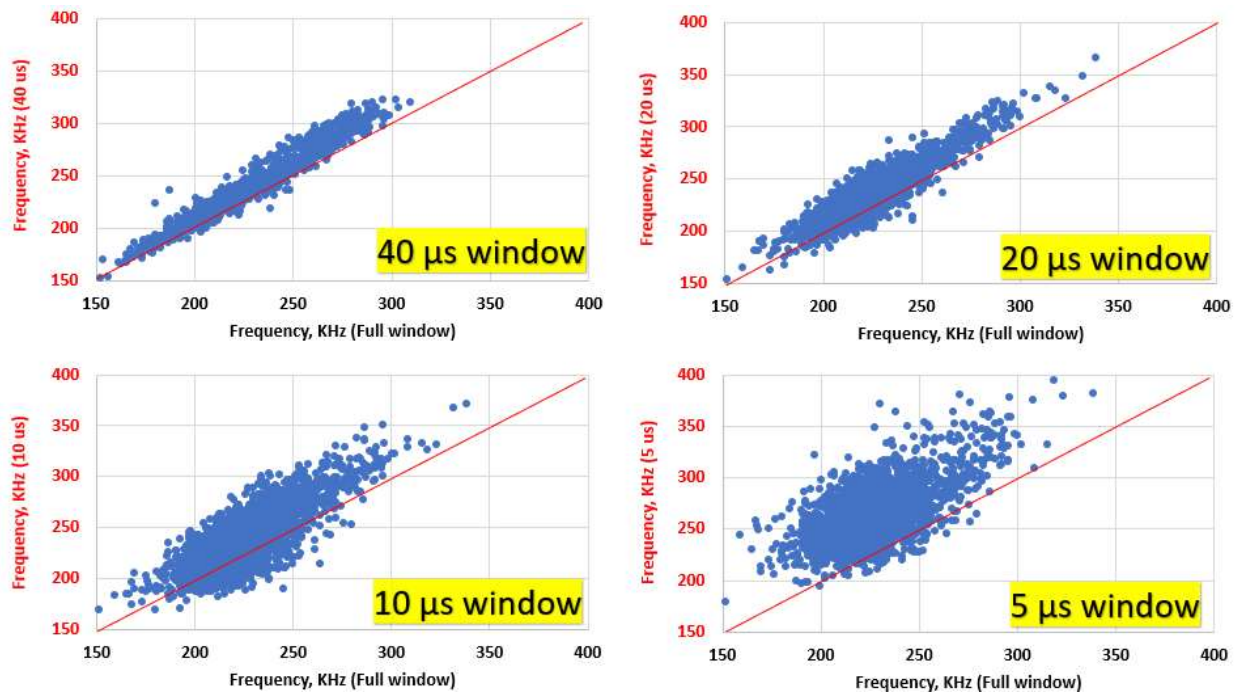 400
350
300
250
200
150
Frequency, KHz (40 us)
40 μs window
150 200 250 300 350 400
Frequency, KHz (Full window)
400
350
300
250
200
150
Frequency, KHz (20 us)
20 μs window
150 200 250 300 350 400
Frequency, KHz (Full window)
400
350
300
250
200
150
Frequency, KHz (10 us)
10 μs window
150 200 250 300 350 400
Frequency, KHz (Full window)
400
350
300
250
200
150
Frequency, KHz (5 us)
5 μs window
150 200 250 300 350 400
Frequency, KHz (Full window)